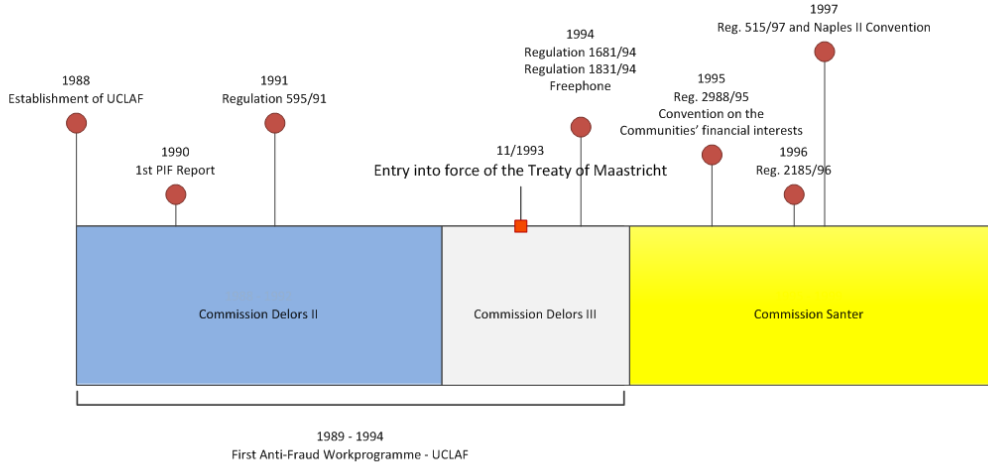 1988
Establishment of UCLAF
1990
1st PIF Report
1991
Regulation 595/91
11/1993
Entry into force of the Treaty of Maastricht
1994
Regulation 1681/94
Regulation 1831/94
Freephone
1995
Reg. 2988/95
Convention on the
Communities' financial interests
1996
Reg. 2185/96
1997
Reg. 515/97 and Naples II Convention
Commission Delors II
Commission Delors III
Commission Santer
1989 - 1994
First Anti-Fraud Workprogramme - UCLAF